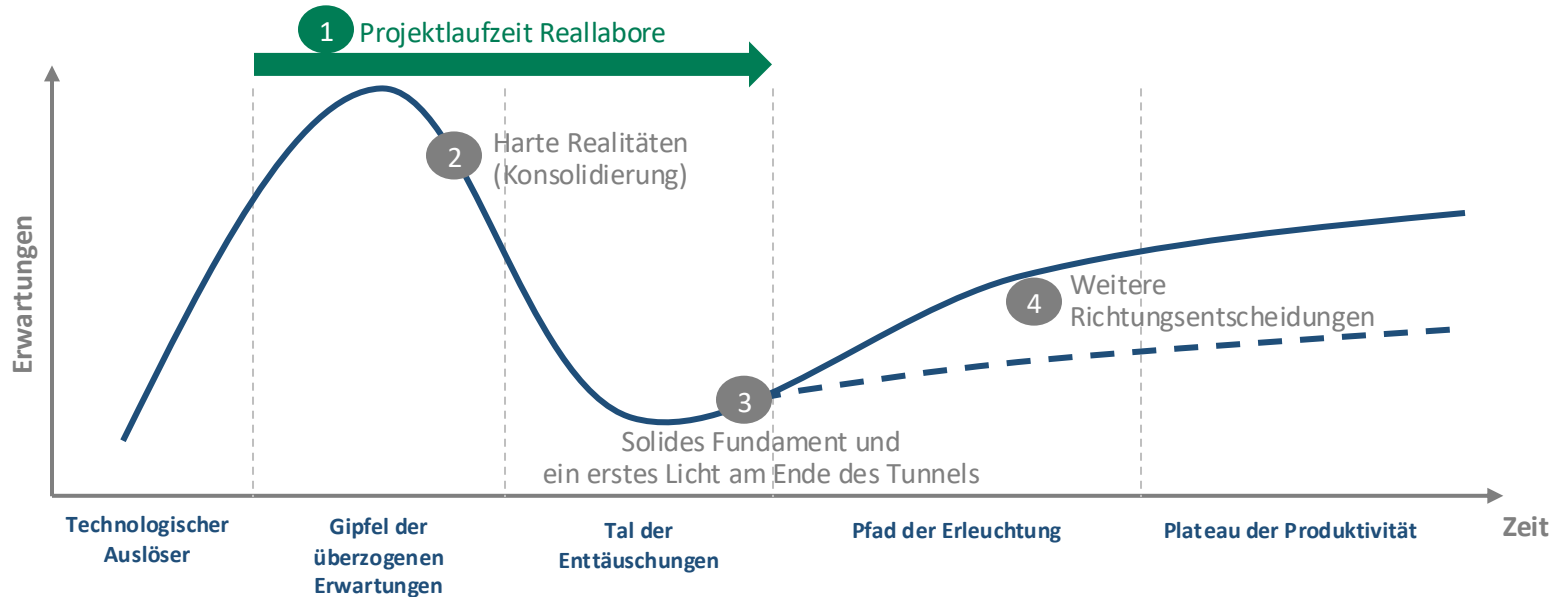 1 Projektlaufzeit Reallabore
2 Harte Realitäten
(Konsolidierung)
Erwartungen
4 Weitere
Richtungsentscheidungen
3
Solides Fundament und
ein erstes Licht am Ende des Tunnels
Technologischer
Auslöser
Gipfel der
überzogenen
Erwartungen
Tal der
Enttäuschungen
Pfad der Erleuchtung
Plateau der Produktivität
Zeit